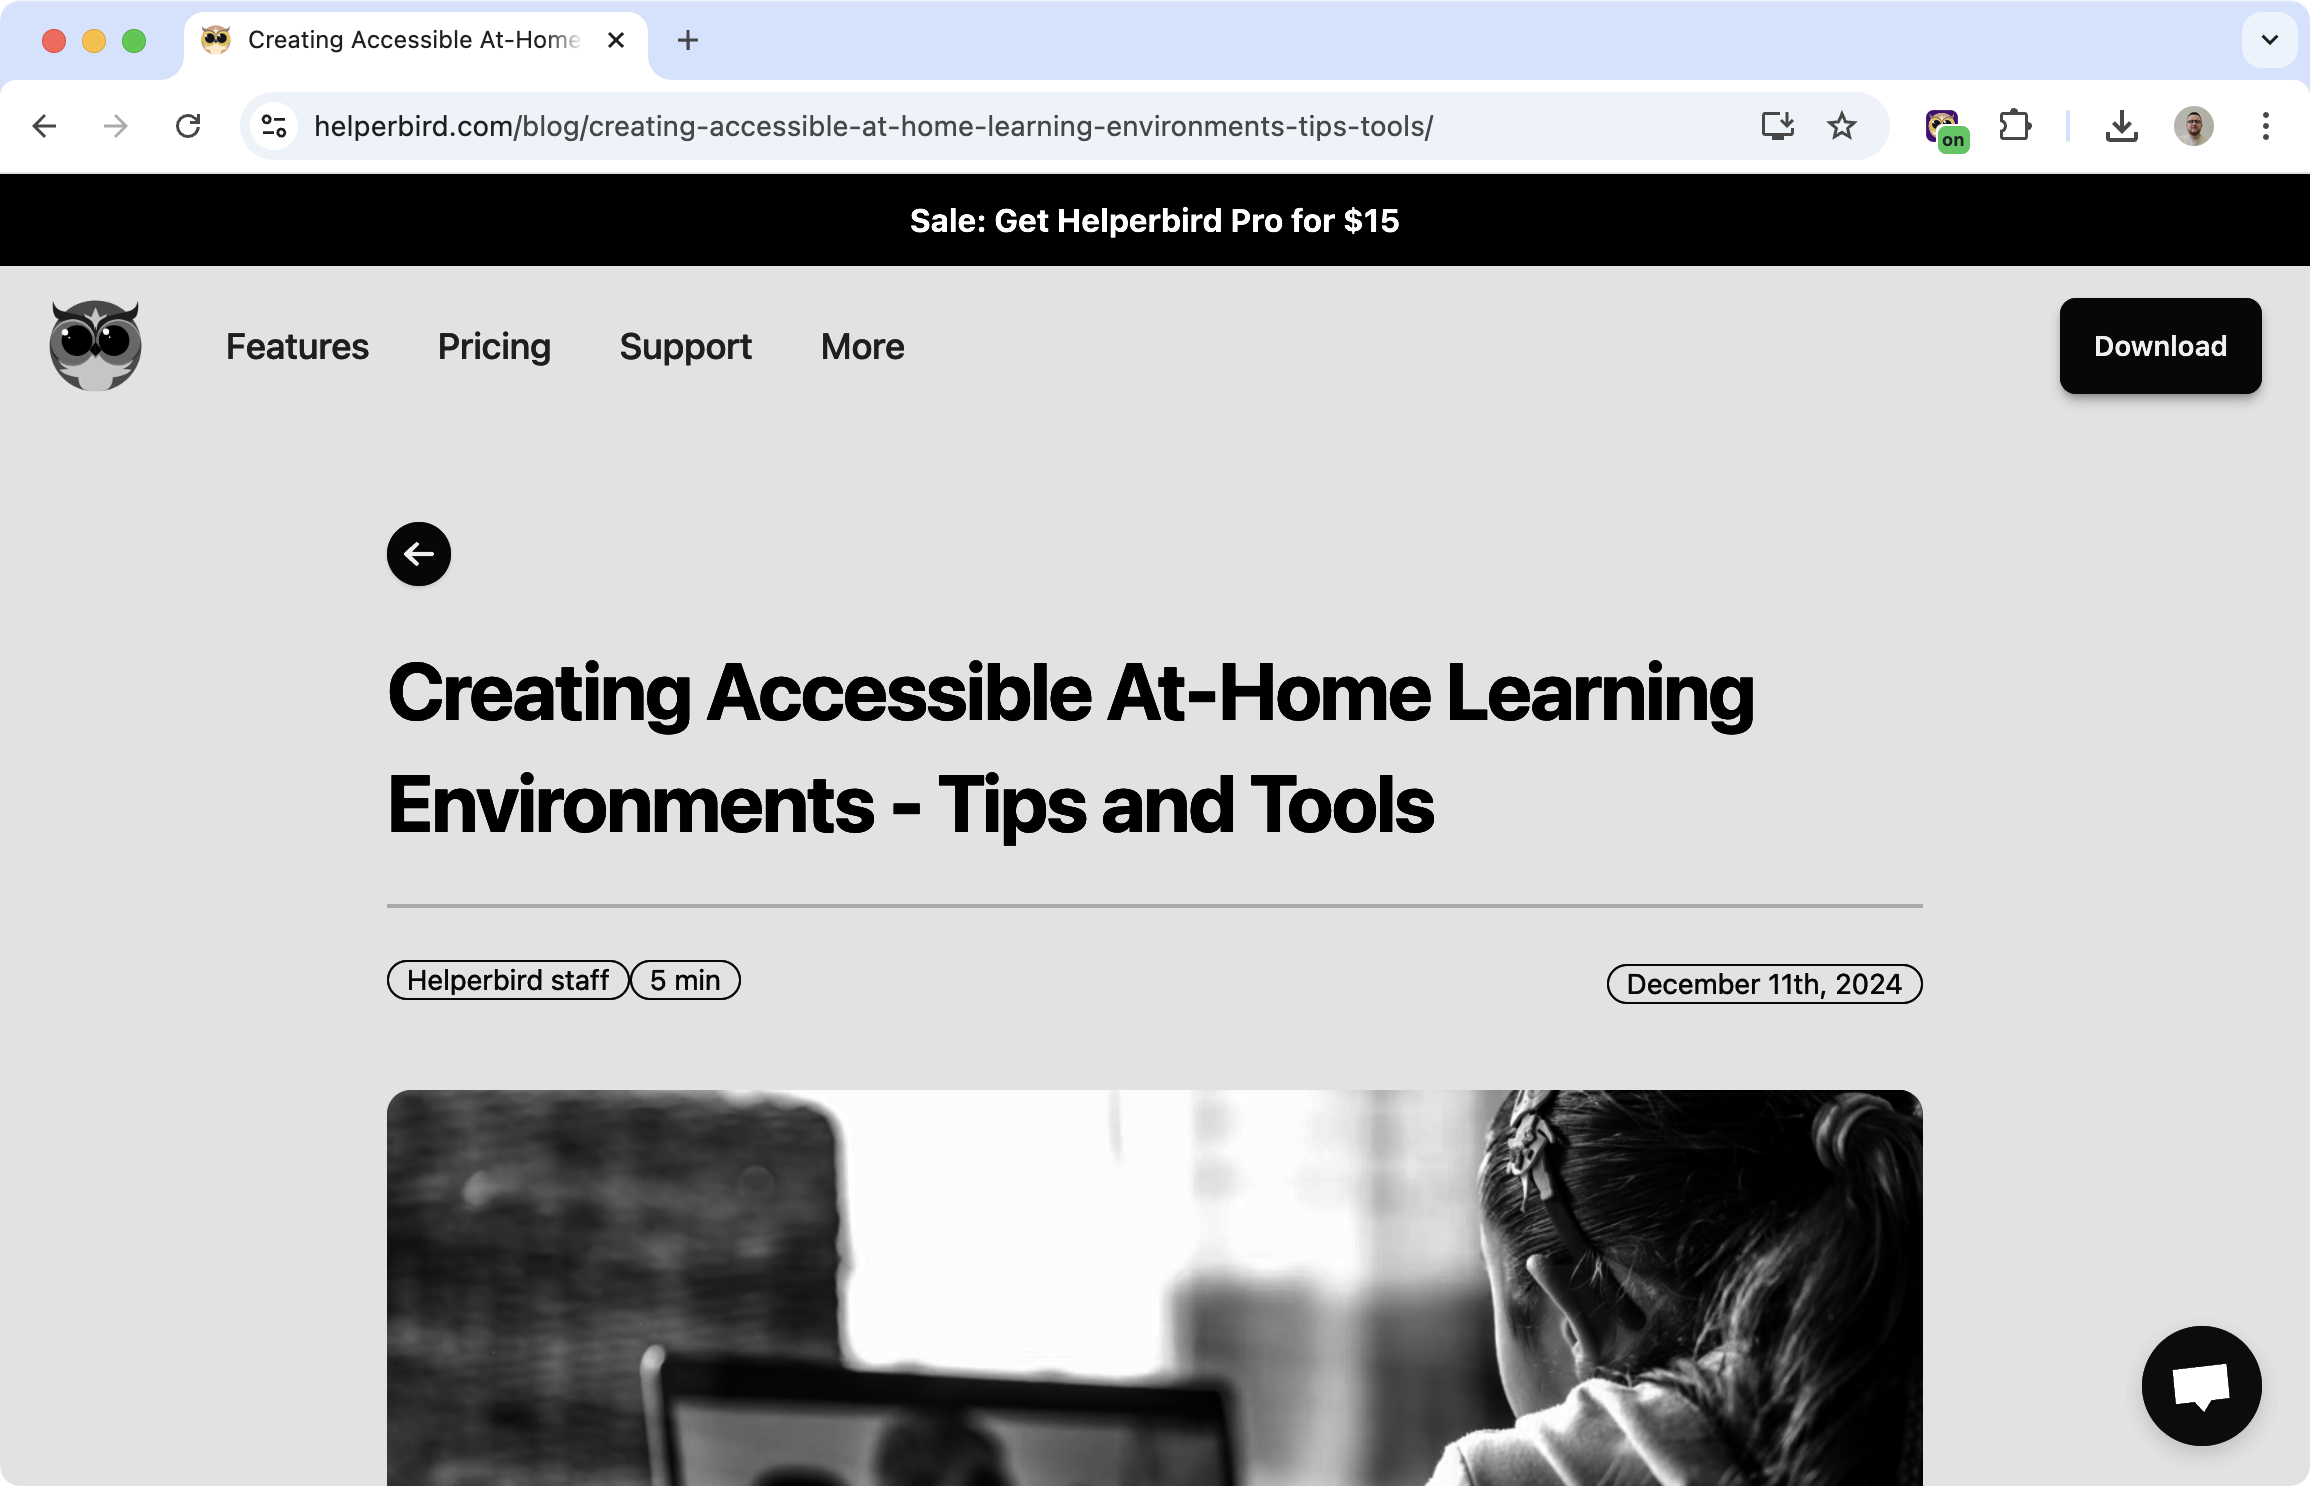 Creating Accessible At-Home
helperbird.com/blog/creating-accessible-at-home-learning-environments-tips-tools/
on
Sale: Get Helperbird Pro for $15
Features
Pricing
Support
More
Download
Creating Accessible At-Home Learning
Environments - Tips and Tools
Helperbird staff
5 min
December 11th, 2024